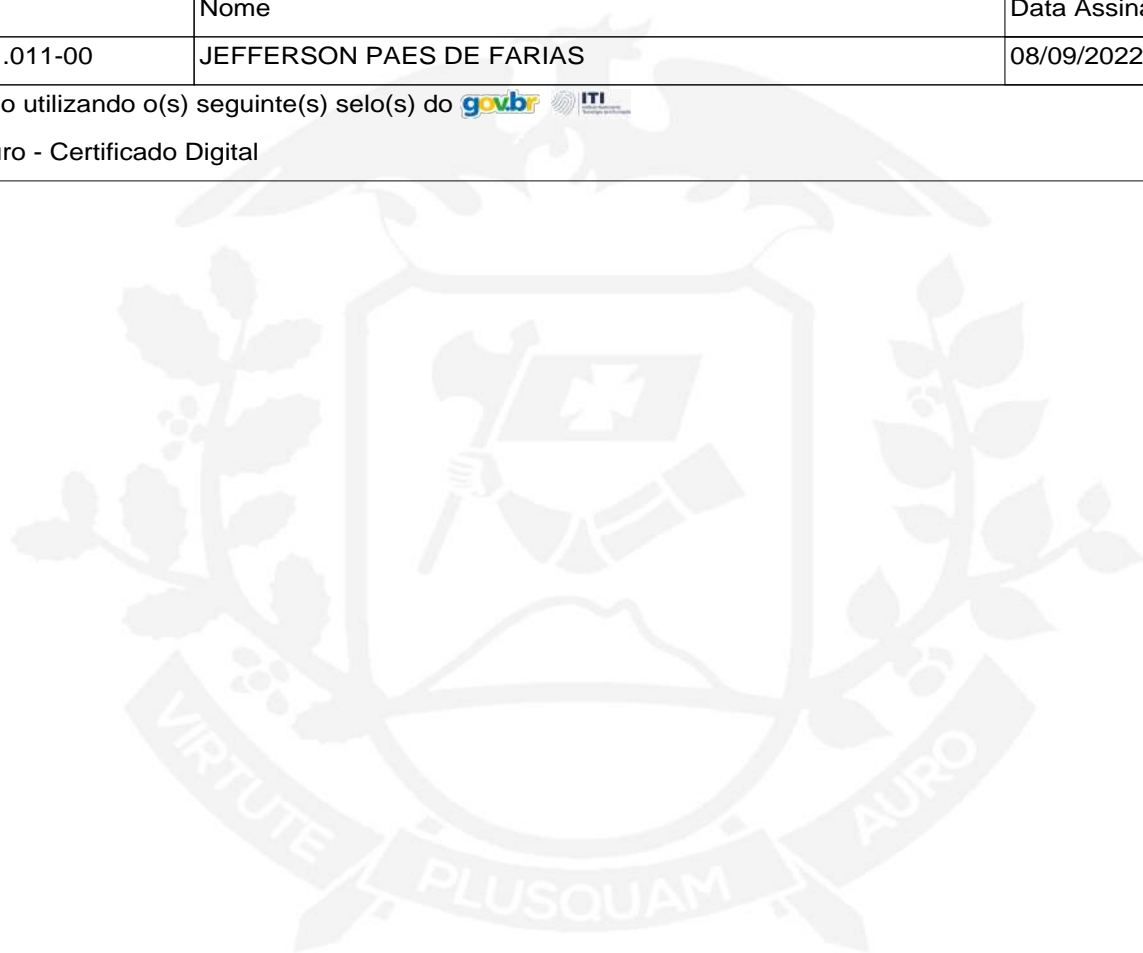 Nome Data Assina
.011-00 JEFFERSON PAES DE FARIAS 08/09/2022
o utilizando o(s) seguinte(s) selo(s) do gov.br ITI
ro - Certificado Digital
VIRTUTE PLUSQUAM AURO